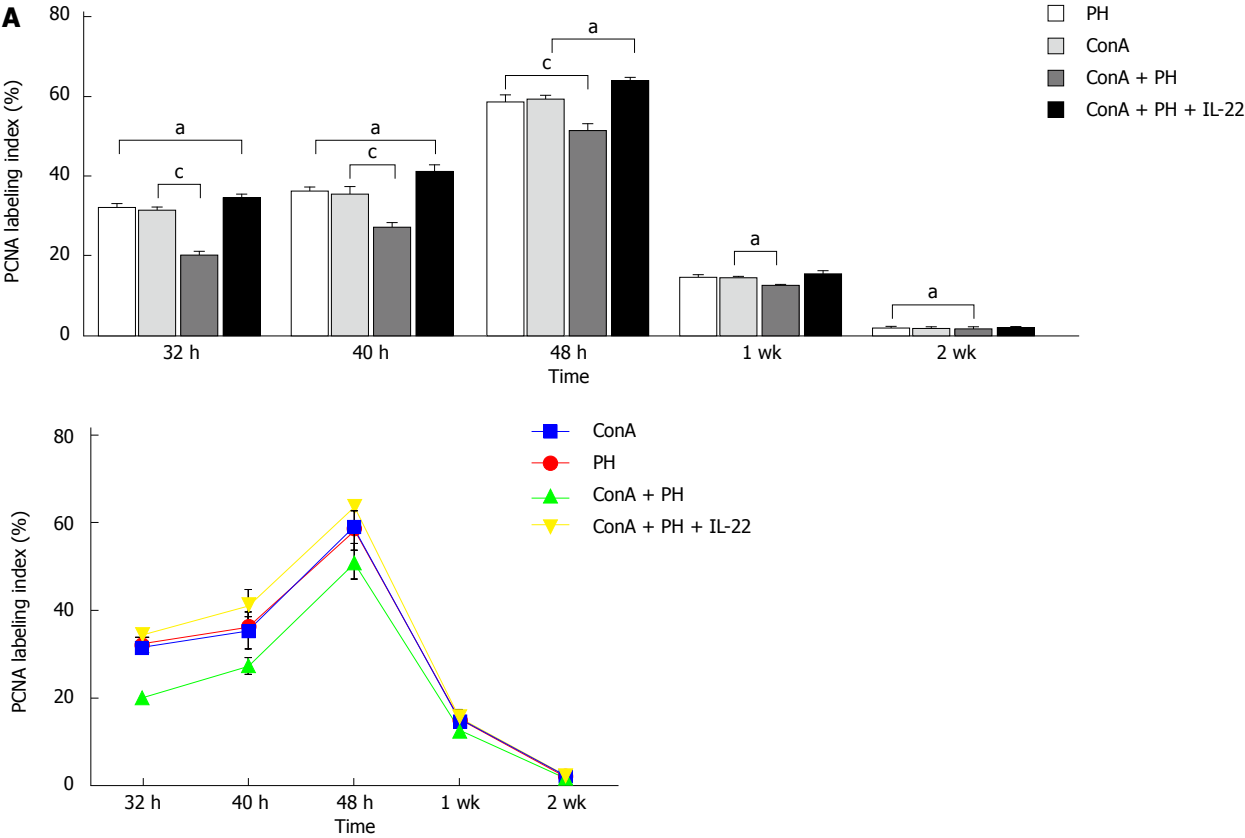 A
PCNA labeling index (%)
80
60
40
20
0
a
c
a
c
c
a
a
a
32 h
40 h
48 h
1 wk
2 wk
Time
PH
ConA
ConA + PH
ConA + PH + IL-22
PCNA labeling index (%)
80
60
40
20
0
32 h
40 h
48 h
1 wk
2 wk
Time
ConA
PH
ConA + PH
ConA + PH + IL-22